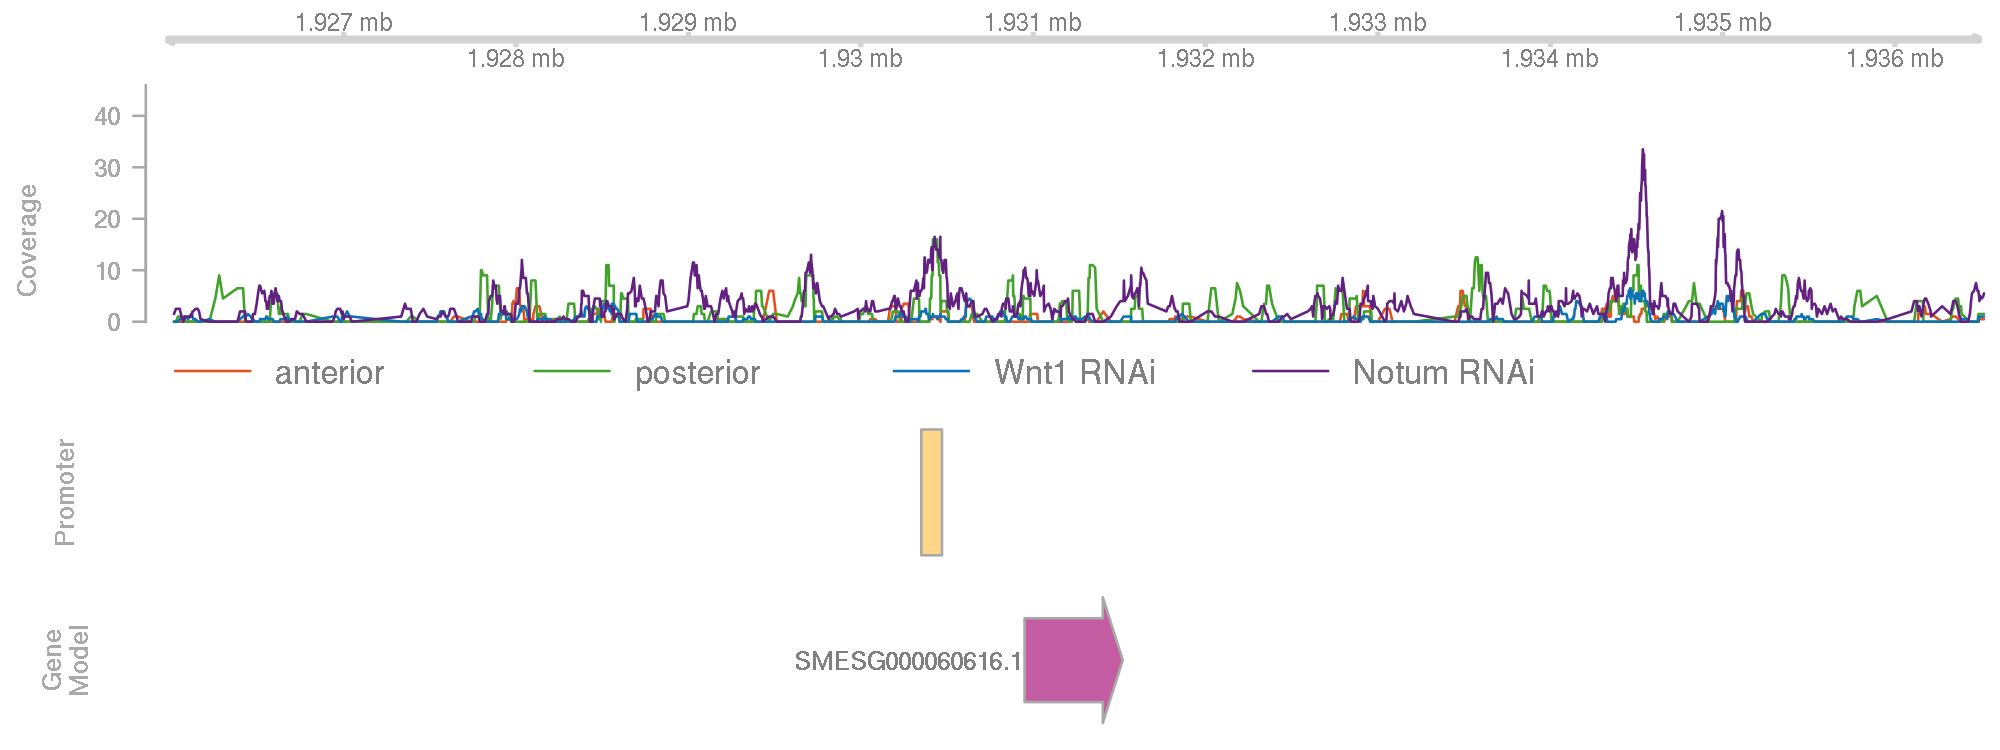 1.927 mb 1.929 mb 1.931 mb 1.933 mb 1.935 mb
1.928 mb 1.93 mb 1.932 mb 1.934 mb 1.936 mb
Coverage
40
30
20
10
0
anterior posterior Wnt1 RNAi Notum RNAi
Promoter
Gene
Model
SMESG000060616.1